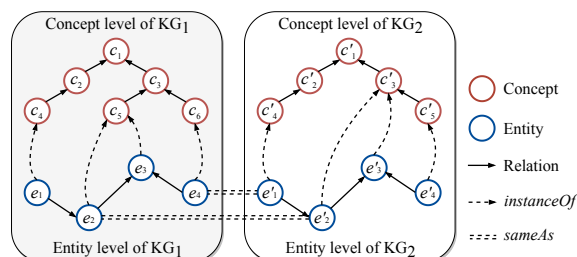 Concept level of KG1
Concept level of KG2
c1
c2
c3
c4
c5
c6
e1
e2
e3
e4
Entity level of KG1
c'1
c'2
c'3
c'4
c'5
e'1
e'2
e'3
e'4
Entity level of KG2
Concept
Entity
Relation
instanceOf
sameAs